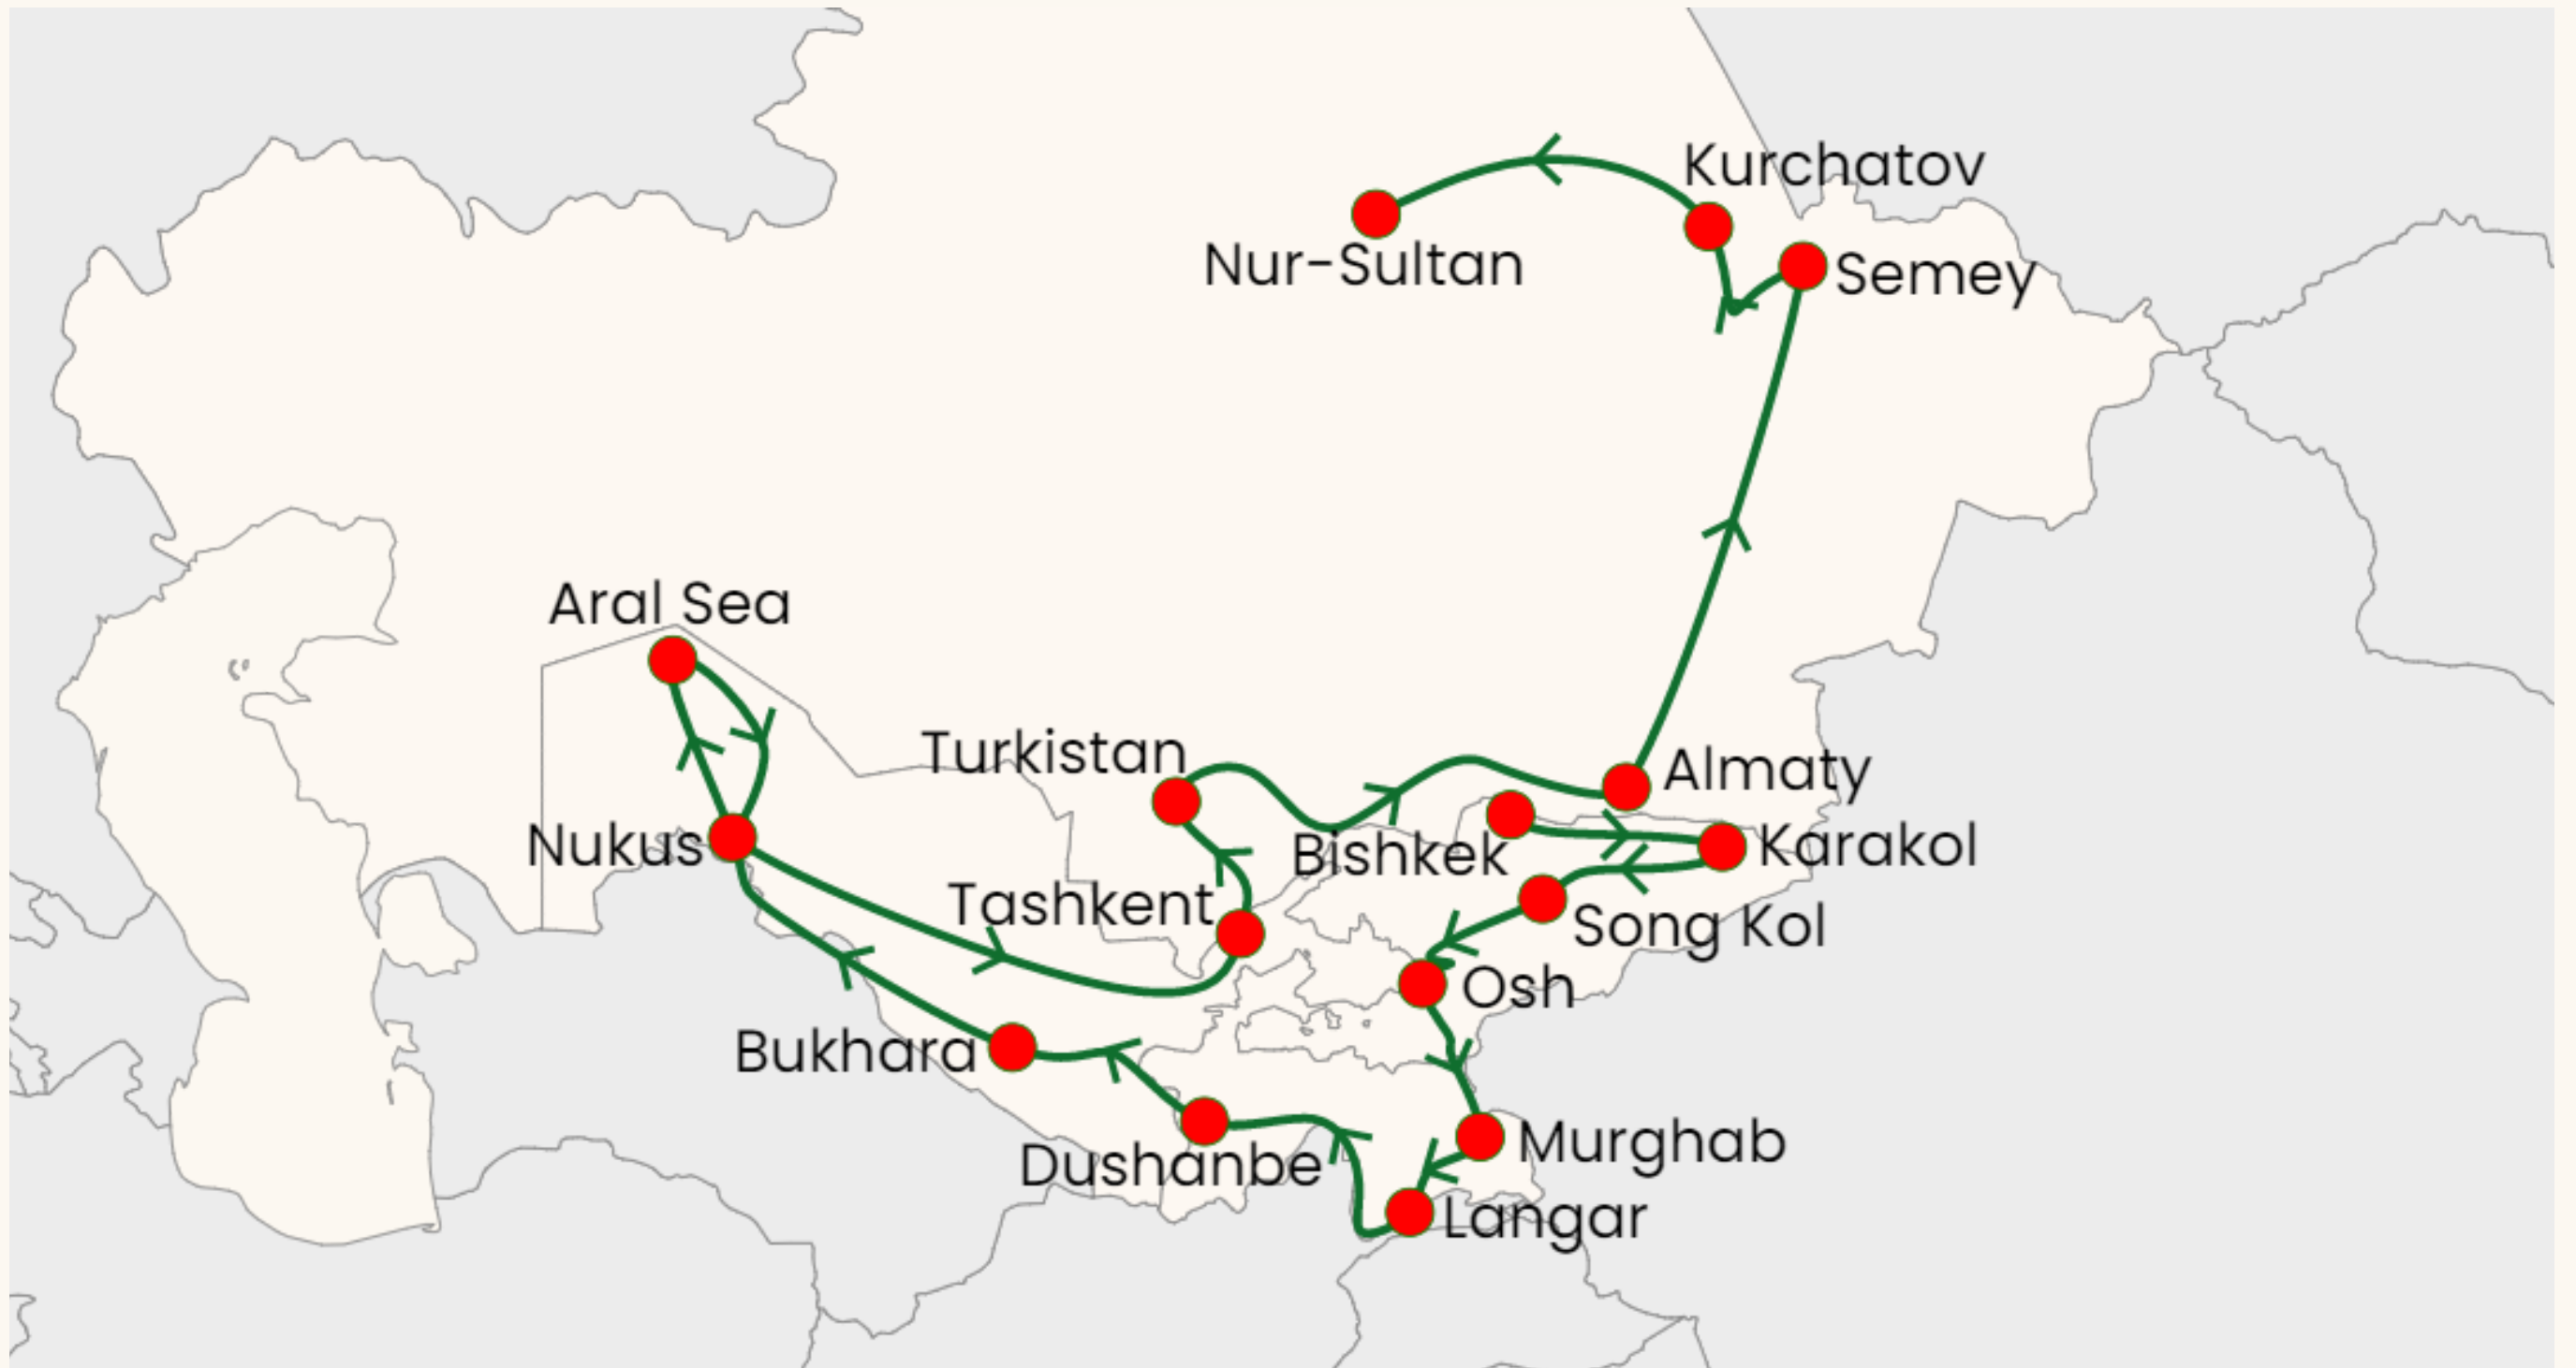 Kurchatov
Nur-Sultan
Semey
Aral Sea
Turkistan
Almaty
Nukus
Bishkek
Karakol
Tashkent
Song Kol
Osh
Bukhara
Murghab
Dushanbe
Langar